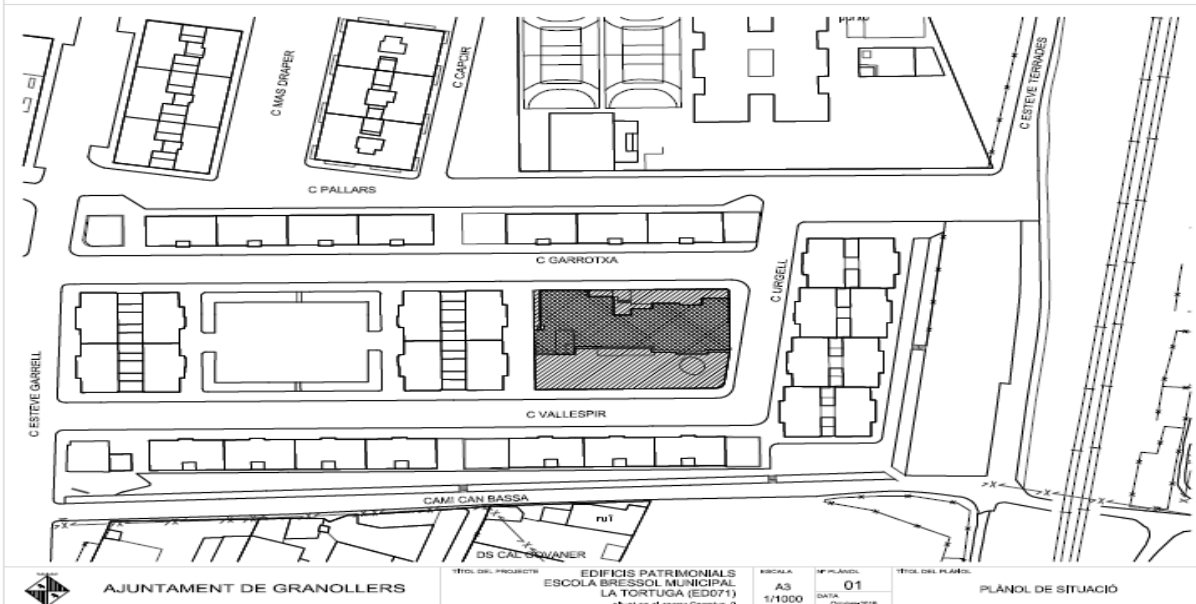 C MAS DRAPER
C CAPCIR
C ESTEVE TERRADES
C PALLARS
C GARROTXA
C URGELL
C ESTEVE GARRELL
C VALLESPIR
CAMI CAN BASSA
ruï
DS CAL GOVANER
AJUNTAMENT DE GRANOLLERS
TÍTOL DEL PROJECTE
EDIFICIS PATRIMONIALS
ESCOLA BRESSOL MUNICIPAL
LA TORTUGA (ED071)
ESCALA
A3
1/1000
Nº PLÀNOL
01
DATA
TÍTOL DEL PLÀNOL
PLÀNOL DE SITUACIÓ